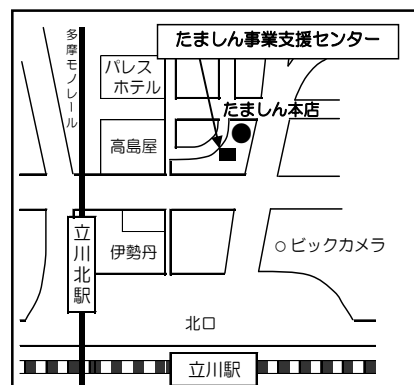 たましん事業支援センター
多摩モノレール
パレス
ホテル
たましん本店
高島屋
立川北駅
伊勢丹
ビックカメラ
北口
立川駅